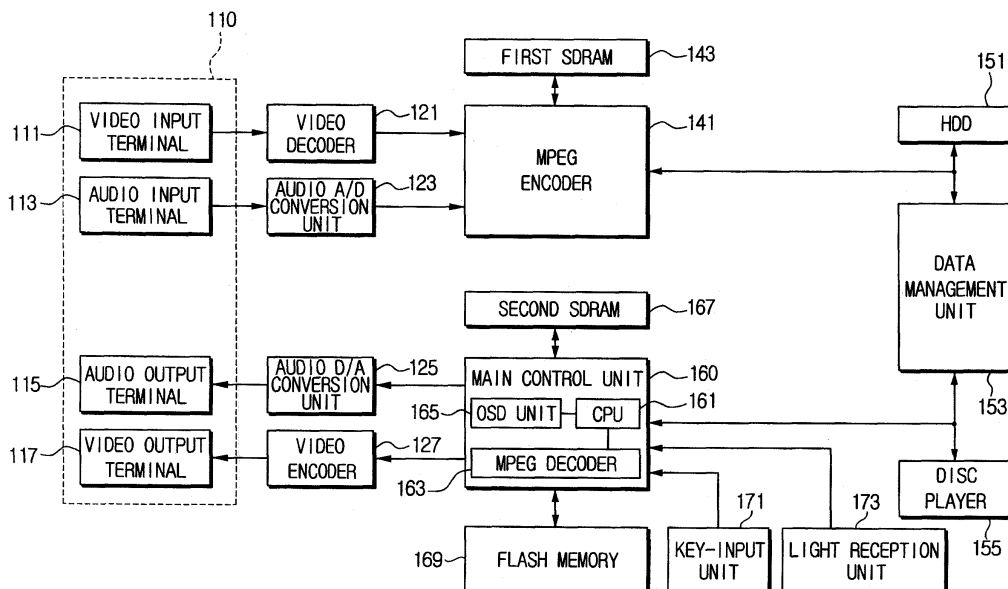 110
111
VIDEO INPUT
TERMINAL
113
AUDIO INPUT
TERMINAL
115
AUDIO OUTPUT
TERMINAL
117
VIDEO OUTPUT
TERMINAL
121
VIDEO
DECODER
123
AUDIO A/D
CONVERSION
UNIT
125
AUDIO D/A
CONVERSION
UNIT
127
VIDEO
ENCODER
FIRST SDRAM
143
141
MPEG
ENCODER
SECOND SDRAM
167
MAIN CONTROL UNIT
160
165
OSD UNIT
CPU
161
163
MPEG DECODER
169
FLASH MEMORY
171
KEY-INPUT
UNIT
173
LIGHT RECEPTION
UNIT
151
HDD
DATA
MANAGEMENT
UNIT
153
DISC
PLAYER
155